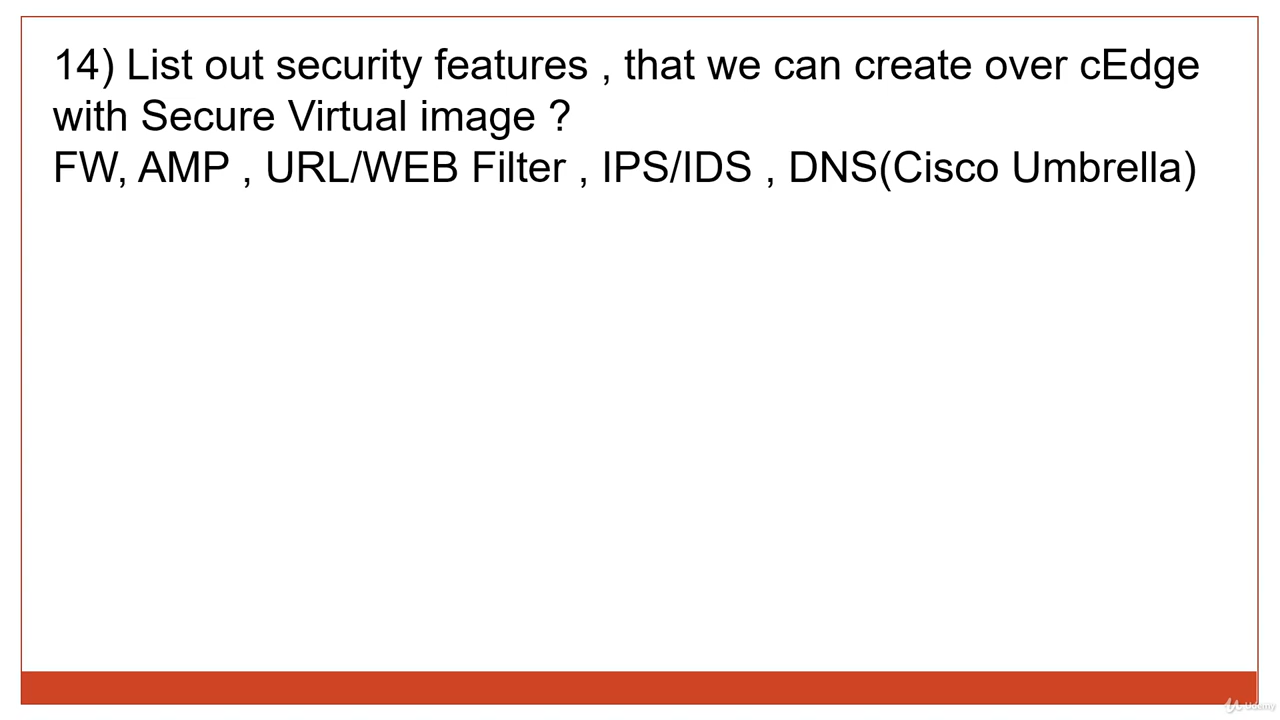 14) List out security features , that we can create over cEdge
with Secure Virtual image ?
FW, AMP , URL/WEB Filter , IPS/IDS , DNS(Cisco Umbrella)
Udemy